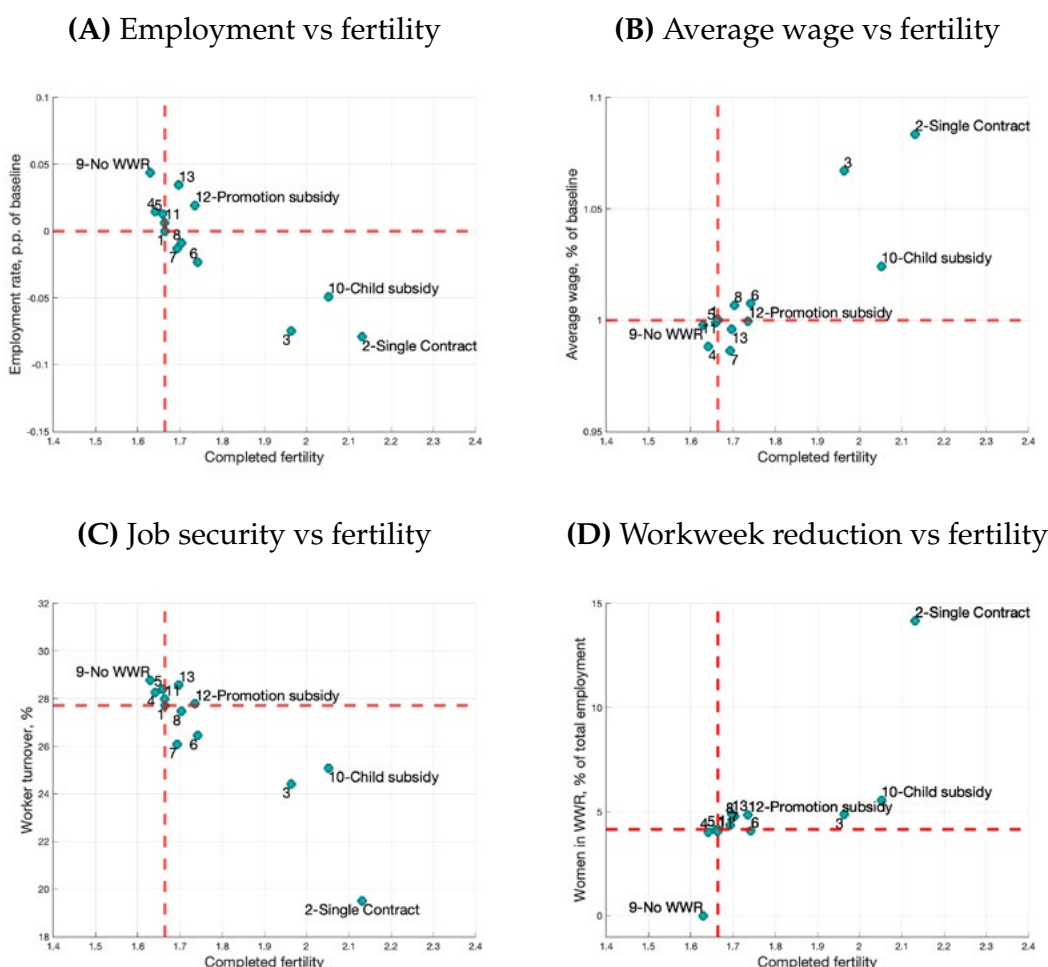 (A) Employment vs fertility
Employment rate, p.p. of baseline
0.1
0.05
0
-0.05
-0.1
-0.15
9-No WWR
13
12-Promotion subsidy
4
5
11
1
8
7
6
10-Child subsidy
3
2-Single Contract
1.4 1.5 1.6 1.7 1.8 1.9 2 2.1 2.2 2.3 2.4
Completed fertility
(B) Average wage vs fertility
Average wage, % of baseline
1.1
1.05
1
0.95
2-Single Contract
3
10-Child subsidy
8
6
5
12-Promotion subsidy
9-No WWR
11
13
4
7
1.4 1.5 1.6 1.7 1.8 1.9 2 2.1 2.2 2.3 2.4
Completed fertility
(C) Job security vs fertility
Worker turnover, %
32
30
28
26
24
22
20
18
9-No WWR
13
5
11
12-Promotion subsidy
4
1
8
7
6
10-Child subsidy
3
2-Single Contract
1.4 1.5 1.6 1.7 1.8 1.9 2 2.1 2.2 2.3 2.4
Completed fertility
(D) Workweek reduction vs fertility
Women in WWR, % of total employment
15
10
5
0
2-Single Contract
10-Child subsidy
8
13
12-Promotion subsidy
4
5
6
3
9-No WWR
1.4 1.5 1.6 1.7 1.8 1.9 2 2.1 2.2 2.3 2.4
Completed fertility